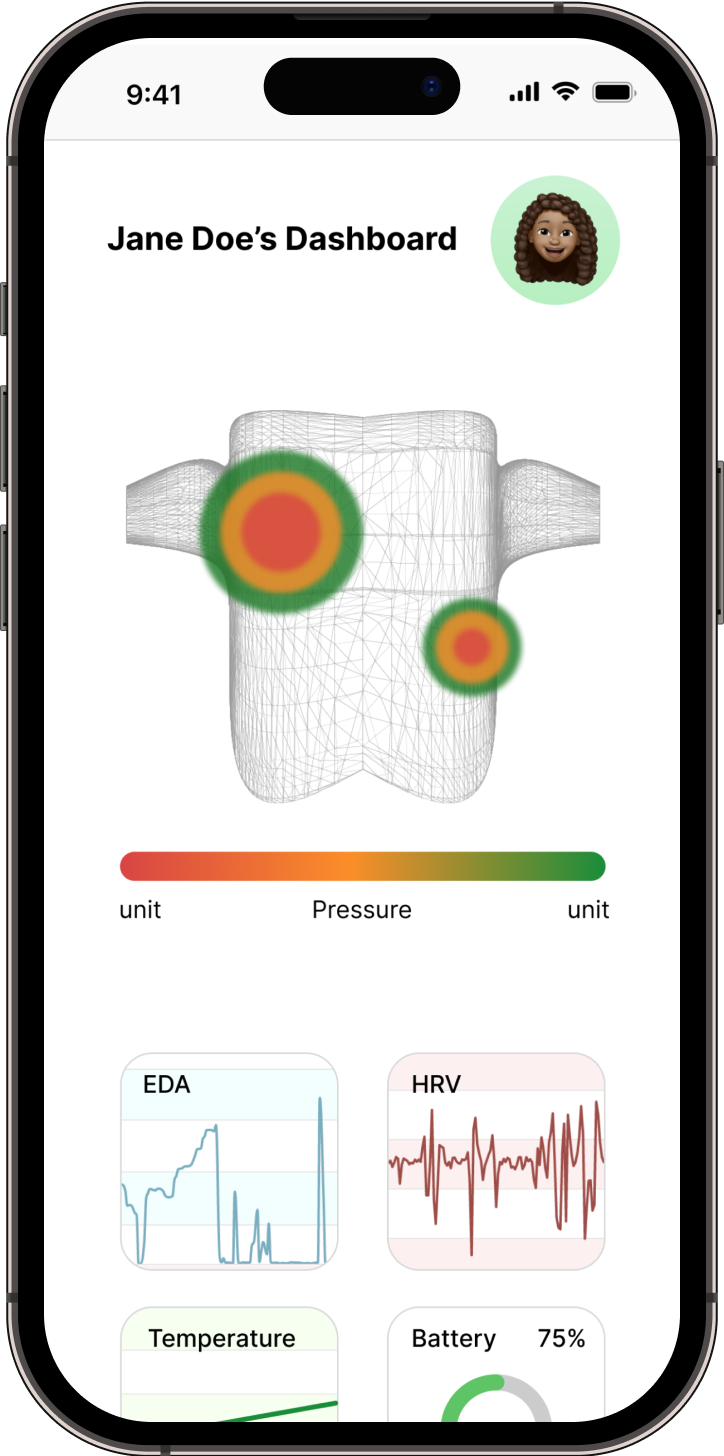 9:41
Jane Doe’s Dashboard
unit Pressure unit
EDA HRV
Temperature Battery 75%